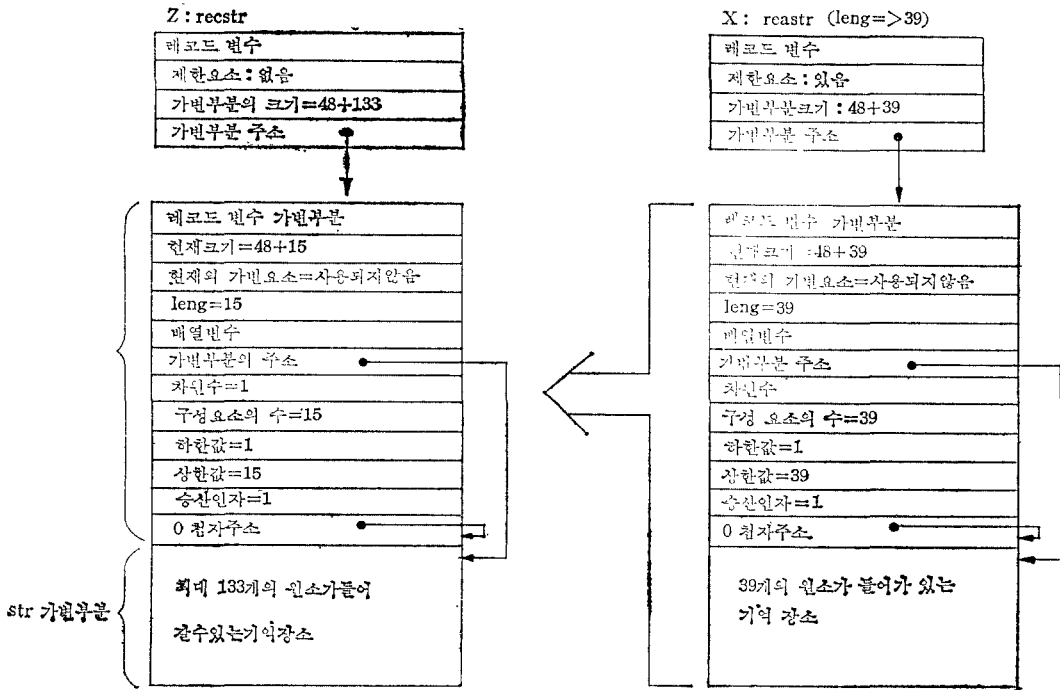 Z : recstr
레코드 변수
제한요소 : 없음
가변부분의 크기=48+133
가변부분 주소
레코드 변수 가변부분
현재크기=48+15
현재의 가변요소=사용되지않음
leng=15
배열변수
가변부분의 주소
차원수=1
구성요소의 수=15
하한값=1
상한값=15
승산인자=1
0 첨자주소
str 가변부분
최대 133개의 원소가들어
갈수있는기억장소
X : reastr (leng=>39)
레코드 변수
제한요소 : 있음
가변부분크기 : 48+39
가변부분 주소
레코드 변수 가변부분
현재크기=48+39
현재의 가변요소=사용되지않음
leng=39
배열변수
가변부분 주소
차원수
구성 요소의 수=39
하한값=1
상한값=39
승산인자=1
0 첨자주소
39개의 원소가 들어가 있는
기억 장소